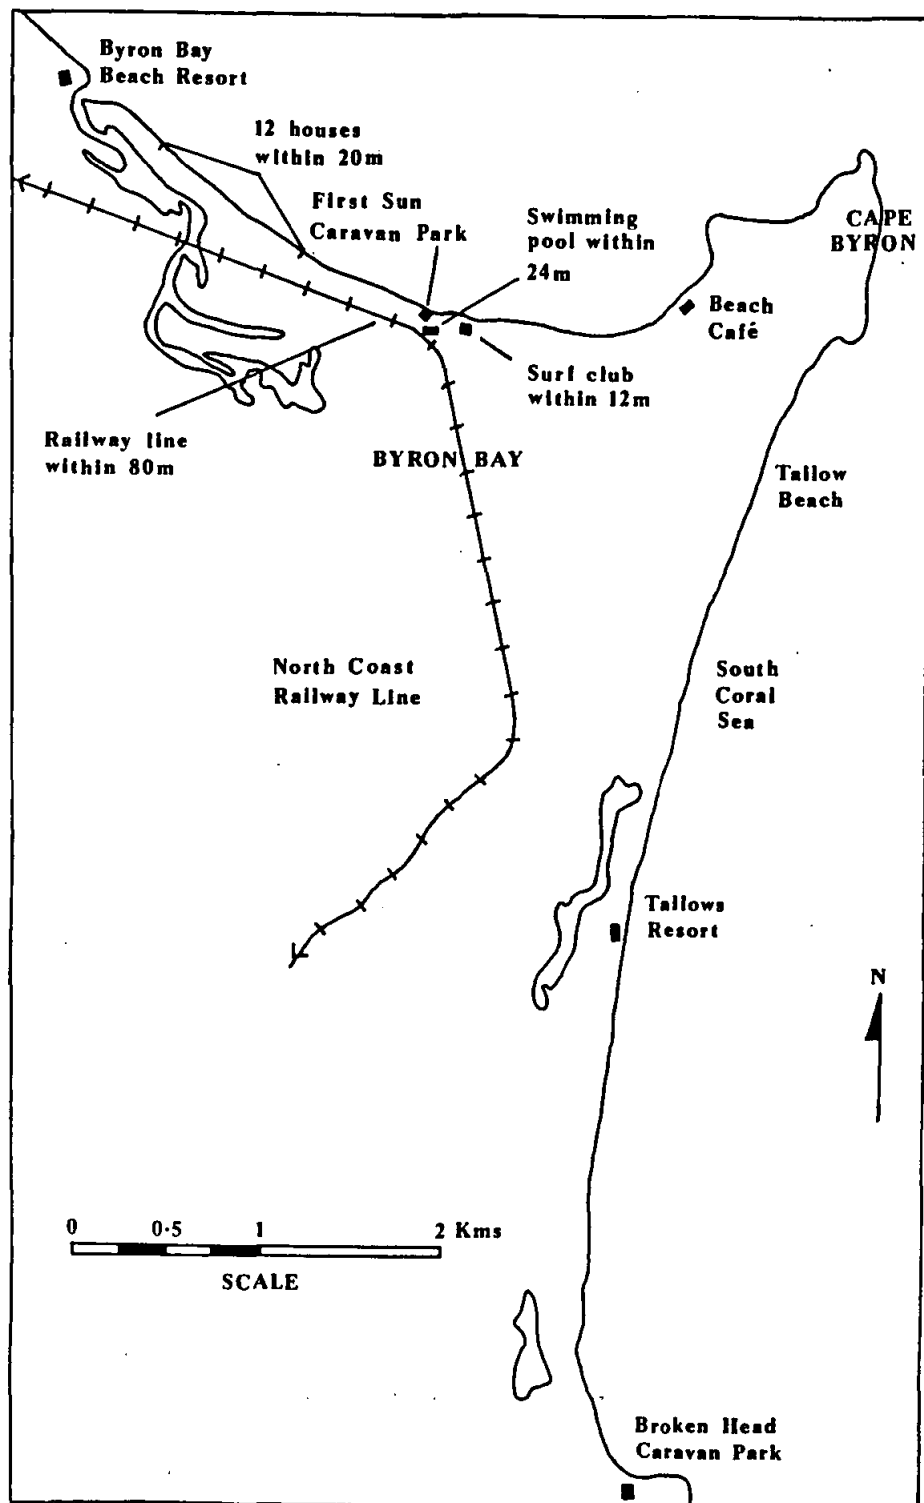 Byron Bay
Beach Resort
12 houses
within 20m
First Sun
Caravan Park
Swimming
pool within
24m
CAPE
BYRON
Beach
Café
Surf club
within 12m
Railway line
within 80m
BYRON BAY
Tallow
Beach
North Coast
Railway Line
South
Coral
Sea
Tallows
Resort
N
0 0·5 1 2 Kms
SCALE
Broken Head
Caravan Park